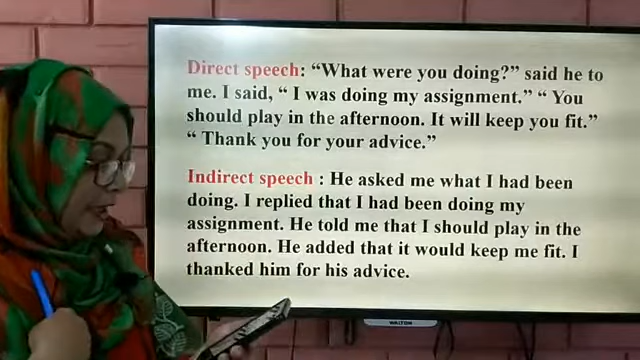 Direct speech: “What were you doing?” said he to
me. I said, “ I was doing my assignment.” “ You
should play in the afternoon. It will keep you fit.”
“ Thank you for your advice.”
Indirect speech : He asked me what I had been
doing. I replied that I had been doing my
assignment. He told me that I should play in the
afternoon. He added that it would keep me fit. I
thanked him for his advice.
WALTON